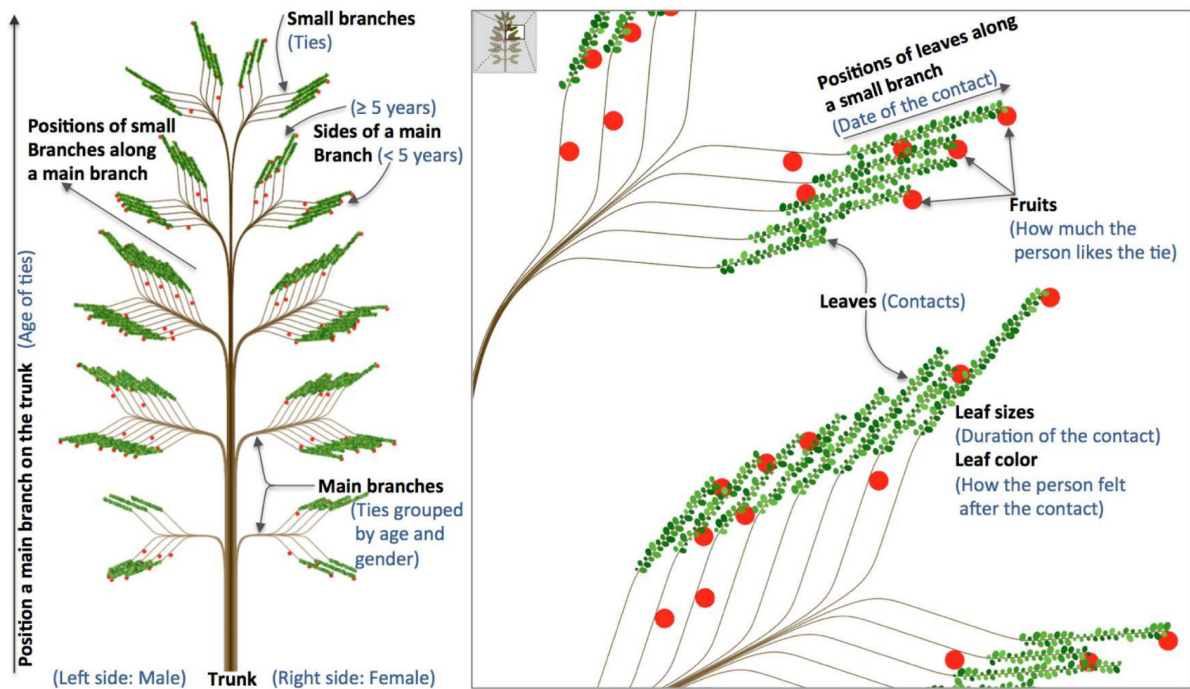 Small branches
(Ties)
(≥ 5 years)
Sides of a main
Branch (< 5 years)
Positions of small
Branches along
a main branch
Position a main branch on the trunk (Age of ties)
Main branches
(Ties grouped
by age and
gender)
(Left side: Male) Trunk (Right side: Female)
Positions of leaves along
a small branch
(Date of the contact)
Fruits
(How much the
person likes the tie)
Leaves (Contacts)
Leaf sizes
(Duration of the contact)
Leaf color
(How the person felt
after the contact)